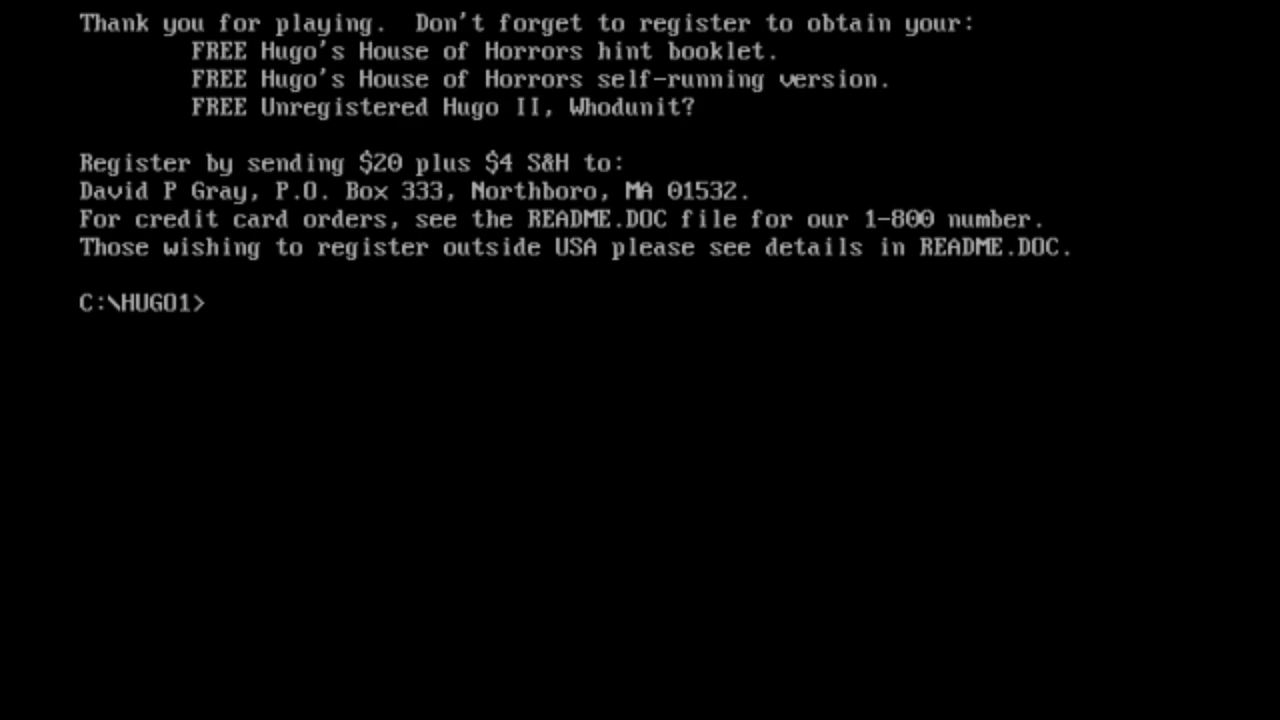 Thank you for playing.  Don't forget to register to obtain your:
FREE Hugo's House of Horrors hint booklet.
FREE Hugo's House of Horrors self-running version.
FREE Unregistered Hugo II, Whodunit?
Register by sending $20 plus $4 S&H to:
David P Gray, P.O. Box 333, Northboro, MA 01532.
For credit card orders, see the README.DOC file for our 1-800 number.
Those wishing to register outside USA please see details in README.DOC.
C:\HUGO1>